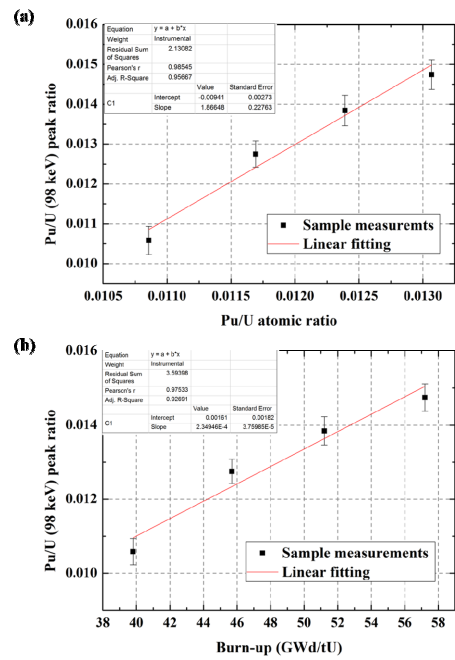 (a)
Equation y = a + b*x
Weight Instrumental
Residual Sum of Squares 2.13082
Pearson's r 0.98545
Adj. R-Square 0.95667
Value Standard Error
C1 Intercept -0.00941 0.00273
Slope 1.86648 0.22763
0.016
0.015
0.014
0.013
0.012
0.011
0.010
Pu/U (98 keV) peak ratio
Sample measuremts
Linear fitting
0.0105 0.0110 0.0115 0.0120 0.0125 0.0130
Pu/U atomic ratio
(b)
Equation y = a + b*x
Weight Instrumental
Residual Sum of Squares 3.59398
Pearson's r 0.97533
Adj. R-Square 0.92691
Value Standard Error
C1 Intercept 0.00161 0.00182
Slope 2.34946E-4 3.75985E-5
0.016
0.014
0.012
0.010
Pu/U (98 keV) peak ratio
Sample measurements
Linear fitting
38 40 42 44 46 48 50 52 54 56 58
Burn-up (GWd/tU)